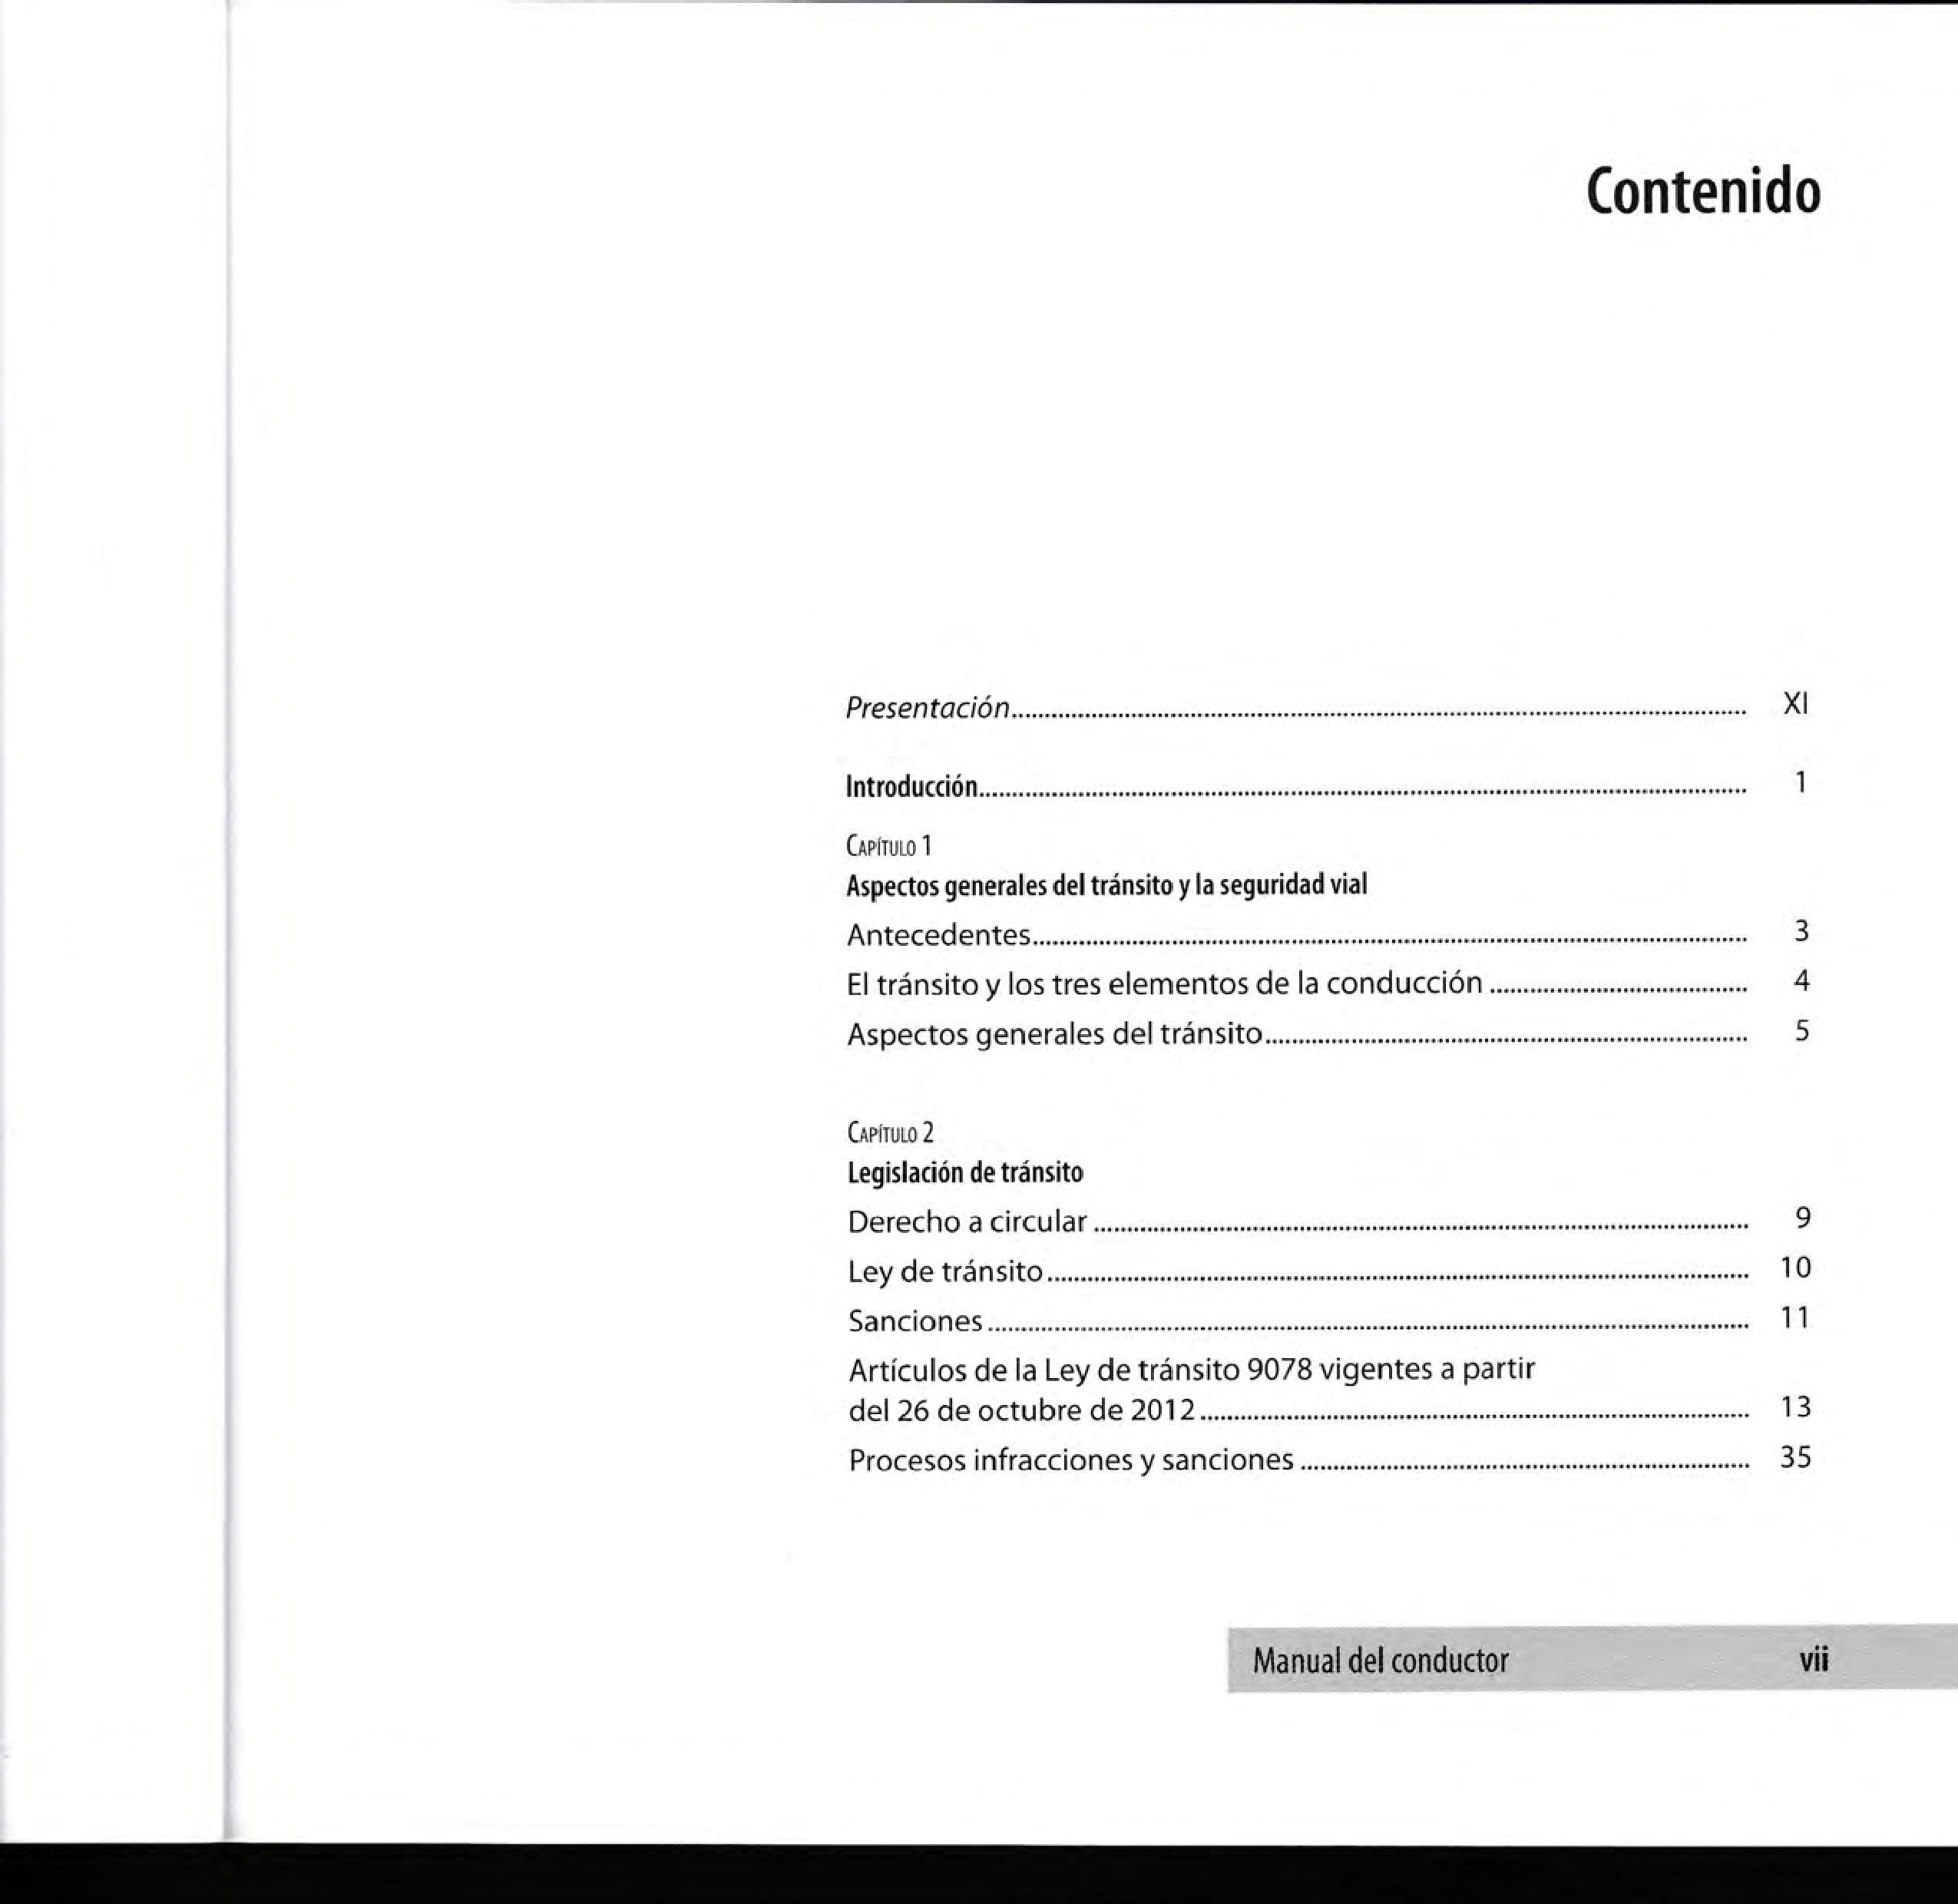 Contenido
Presentación........ XI
Introducción........ 1
Capítulo 1
Aspectos generales del tránsito y la seguridad vial
Antecedentes........ 3
El tránsito y los tres elementos de la conducción ........ 4
Aspectos generales del tránsito........ 5
Capítulo 2
Legislación de tránsito
Derecho a circular ........ 9
Ley de tránsito........ 10
Sanciones ........ 11
Artículos de la Ley de tránsito 9078 vigentes a partir
del 26 de octubre de 2012 ........ 13
Procesos infracciones y sanciones ........ 35
Manual del conductor vii